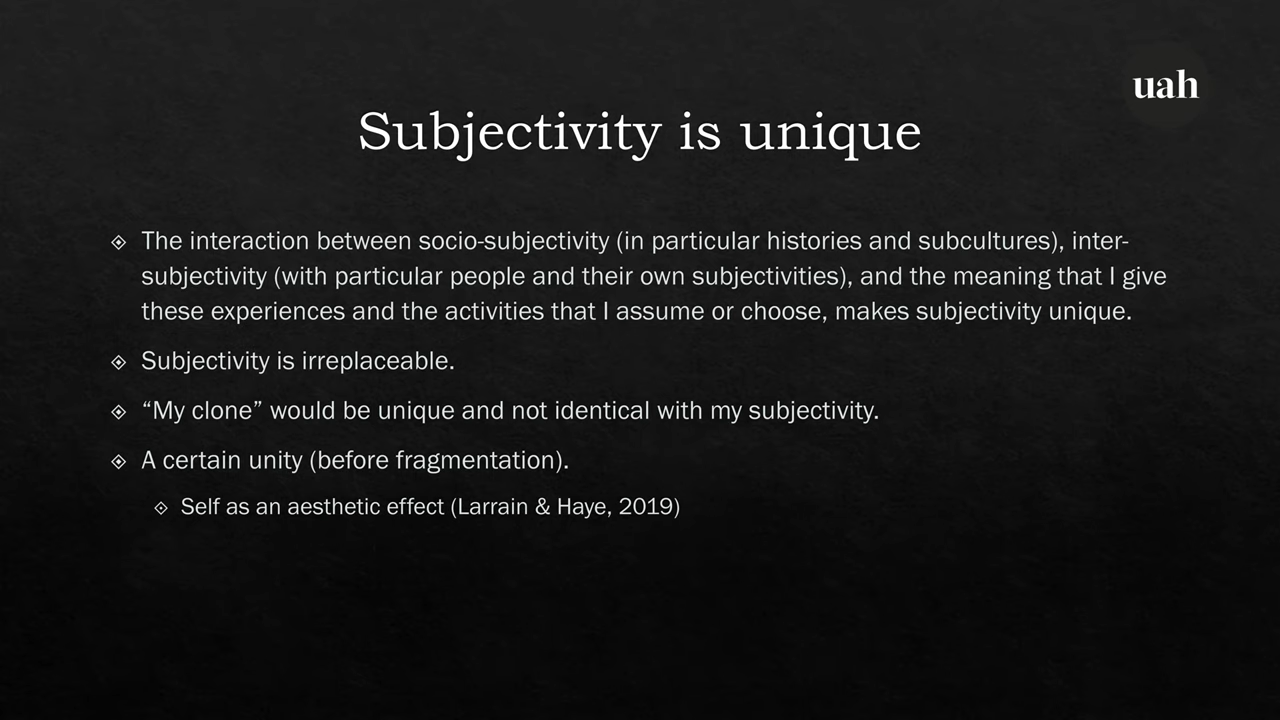 uah
Subjectivity is unique
The interaction between socio-subjectivity (in particular histories and subcultures), inter-
subjectivity (with particular people and their own subjectivities), and the meaning that I give
these experiences and the activities that I assume or choose, makes subjectivity unique.
Subjectivity is irreplaceable.
“My clone” would be unique and not identical with my subjectivity.
A certain unity (before fragmentation).
Self as an aesthetic effect (Larrain & Haye, 2019)